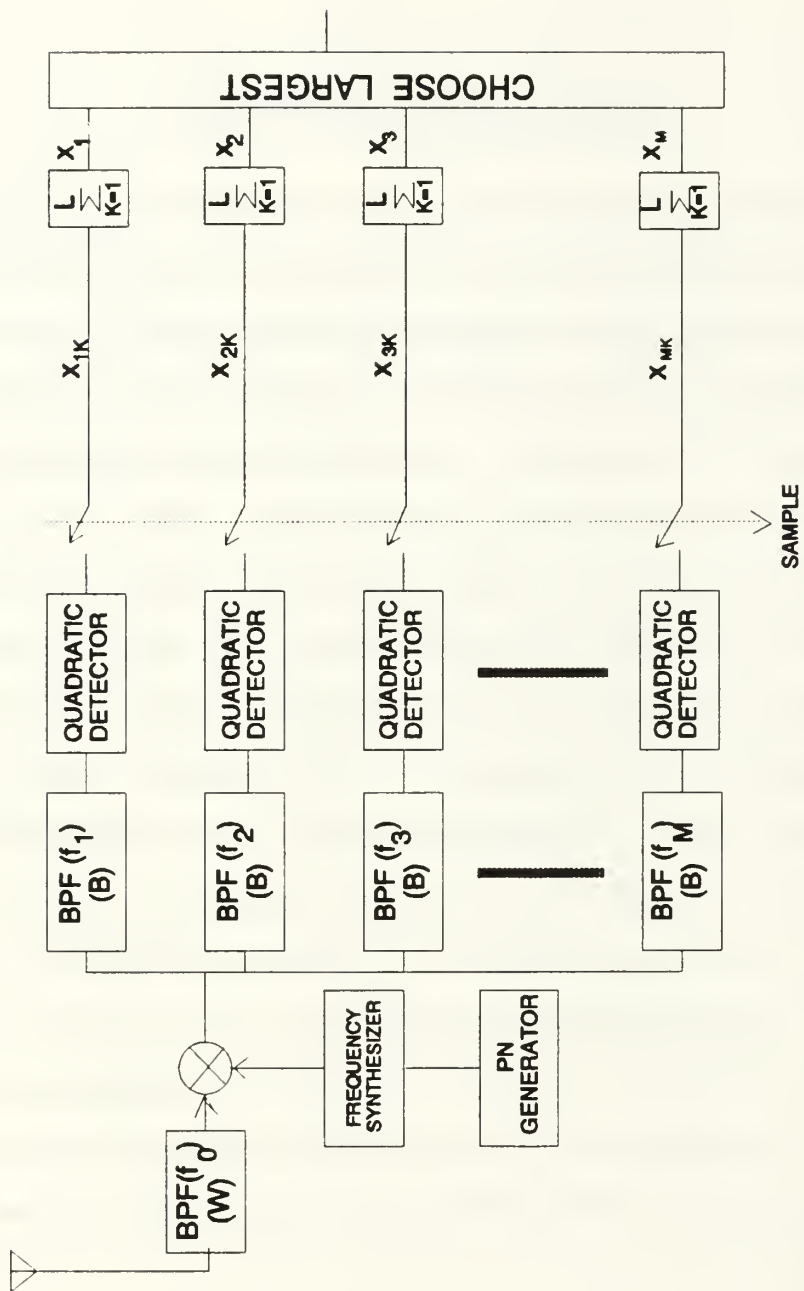 BPF(f0)
(W)
FREQUENCY
SYNTHESIZER
PN
GENERATOR
BPF (f1)
(B)
QUADRATIC
DETECTOR
X1K
L
Σ
K=1
X1
BPF (f2)
(B)
QUADRATIC
DETECTOR
X2K
L
Σ
K=1
X2
BPF (f3)
(B)
QUADRATIC
DETECTOR
X3K
L
Σ
K=1
X3
BPF (fM)
(B)
QUADRATIC
DETECTOR
XMK
L
Σ
K=1
XM
SAMPLE
CHOOSE LARGEST